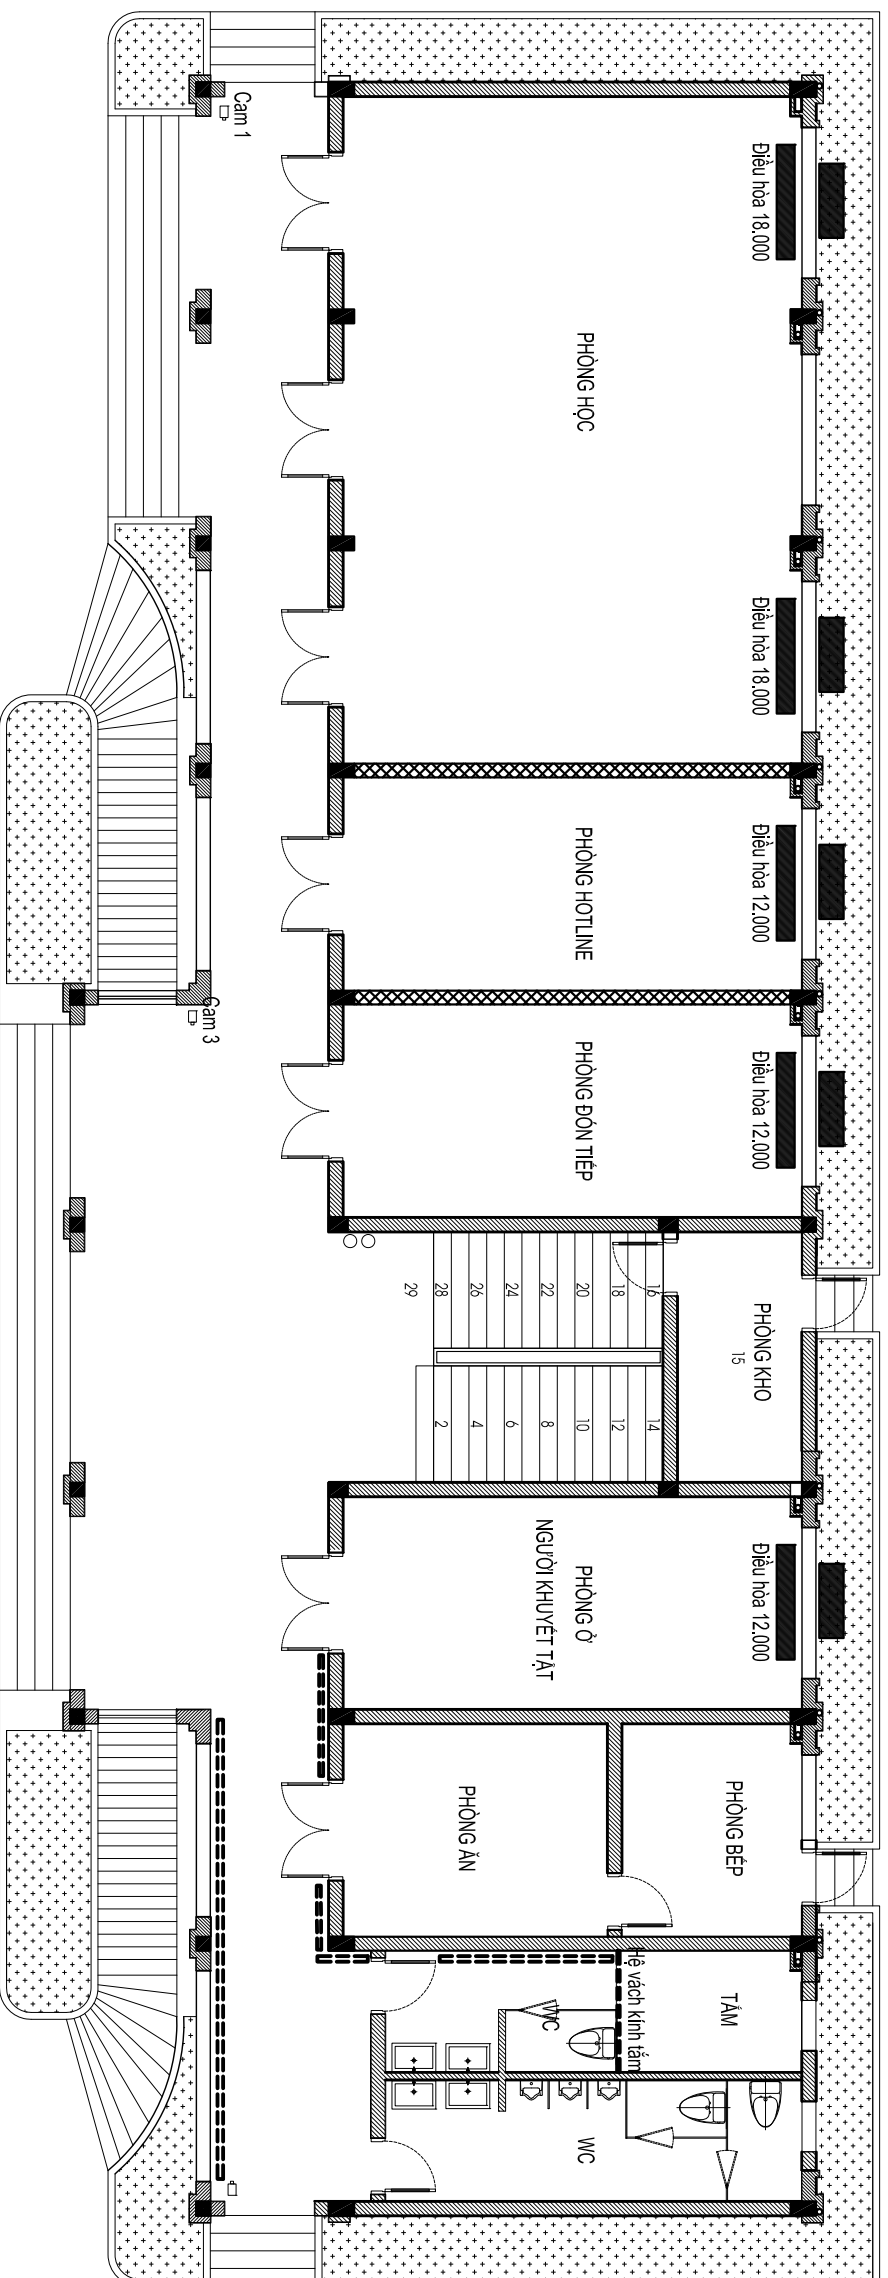 Cam 1
Điều hòa 18.000
PHÒNG HỌC
Điều hòa 18.000
PHÒNG HOTLINE
Điều hòa 12.000
Cam 3
PHÒNG ĐÓN TIẾP
Điều hòa 12.000
PHÒNG KHO
15
16
18
20
22
24
26
28
29
14
12
10
8
6
4
2
PHÒNG Ở
NGƯỜI KHUYẾT TẬT
Điều hòa 12.000
PHÒNG ĂN
PHÒNG BẾP
Hệ vách kính tắm
TẮM
WC
WC